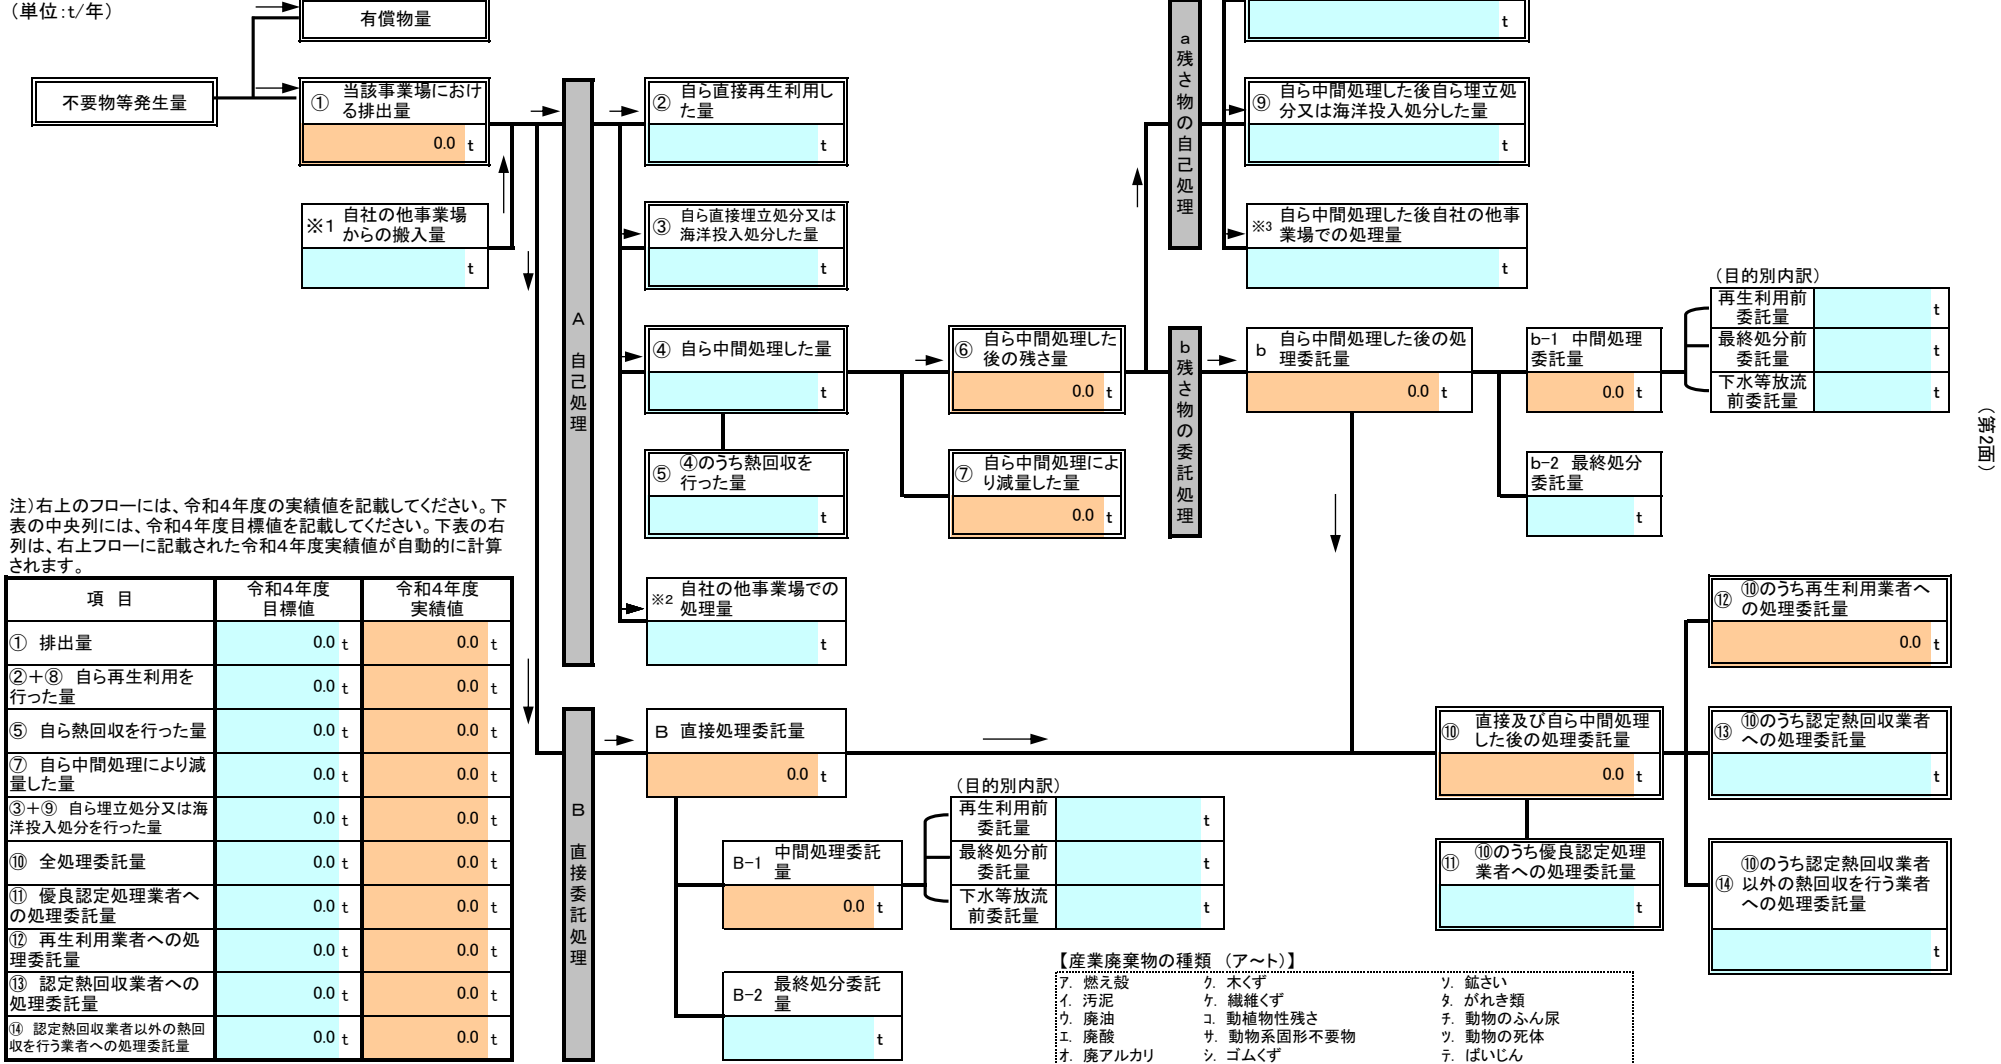 （単位：t/年）
有償物量
t
不要物等発生量
①
当該事業場におけ
る排出量
0.0 t
※1
自社の他事業場
からの搬入量
t
A 自己処理
②
自ら直接再生利用し
た量
t
③
自ら直接埋立処分又は
海洋投入処分した量
t
④ 自ら中間処理した量
t
⑤
④のうち熱回収を
行った量
t
※2
自社の他事業場での
処理量
t
⑥
自ら中間処理した
後の残さ量
0.0 t
⑦
自ら中間処理によ
り減量した量
0.0 t
a残さ物の自己処理
⑨
自ら中間処理した後自ら埋立処
分又は海洋投入処分した量
t
※3
自ら中間処理した後自社の他事
業場での処理量
t
b残さ物の委託処理
b
自ら中間処理した後の処
理委託量
0.0 t
b-1 中間処理
委託量
0.0 t
b-2 最終処分
委託量
t
（目的別内訳）
再生利用前
委託量
t
最終処分前
委託量
t
下水等放流
前委託量
t
（第2面）
注）右上のフローには、令和4年度の実績値を記載してください。下
表の中央列には、令和4年度目標値を記載してください。下表の右
列は、右上フローに記載された令和4年度実績値が自動的に計算
されます。
項 目
令和4年度
目標値
令和4年度
実績値
① 排出量
0.0 t
0.0 t
②＋⑧ 自ら再生利用を
行った量
0.0 t
0.0 t
⑤ 自ら熱回収を行った量
0.0 t
0.0 t
⑦ 自ら中間処理により減
量した量
0.0 t
0.0 t
③＋⑨ 自ら埋立処分又は海
洋投入処分を行った量
0.0 t
0.0 t
⑩ 全処理委託量
0.0 t
0.0 t
⑪ 優良認定処理業者へ
の処理委託量
0.0 t
0.0 t
⑫ 再生利用業者への処
理委託量
0.0 t
0.0 t
⑬ 認定熱回収業者への
処理委託量
0.0 t
0.0 t
⑭ 認定熱回収業者以外の熱回
収を行う業者への処理委託量
0.0 t
0.0 t
B 直接委託処理
B 直接処理委託量
0.0 t
B-1
中間処理委託
量
0.0 t
B-2
最終処分委託
量
t
（目的別内訳）
再生利用前
委託量
t
最終処分前
委託量
t
下水等放流
前委託量
t
⑩
直接及び自ら中間処理
した後の処理委託量
0.0 t
⑪
⑩のうち優良認定処理
業者への処理委託量
t
⑫
⑩のうち再生利用業者へ
の処理委託量
0.0 t
⑬
⑩のうち認定熱回収業者
への処理委託量
t
⑭
⑩のうち認定熱回収業者
以外の熱回収を行う業者
への処理委託量
t
【産業廃棄物の種類 （ア～ト）】
ア. 燃え殻
イ. 汚泥
ウ. 廃油
エ. 廃酸
オ. 廃アルカリ
ク. 木くず
ケ. 繊維くず
コ. 動植物性残さ
サ. 動物系固形不要物
シ. ゴムくず
ソ. 鉱さい
タ. がれき類
チ. 動物のふん尿
ツ. 動物の死体
テ. ばいじん